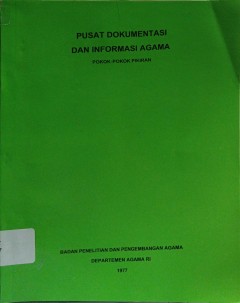 PUSAT DOKUMENTASI
DAN INFORMASI AGAMA
POKOK-POKOK PIKIRAN
BADAN PENELITIAN DAN PENGEMBANGAN AGAMA
DEPARTEMEN AGAMA RI
1977